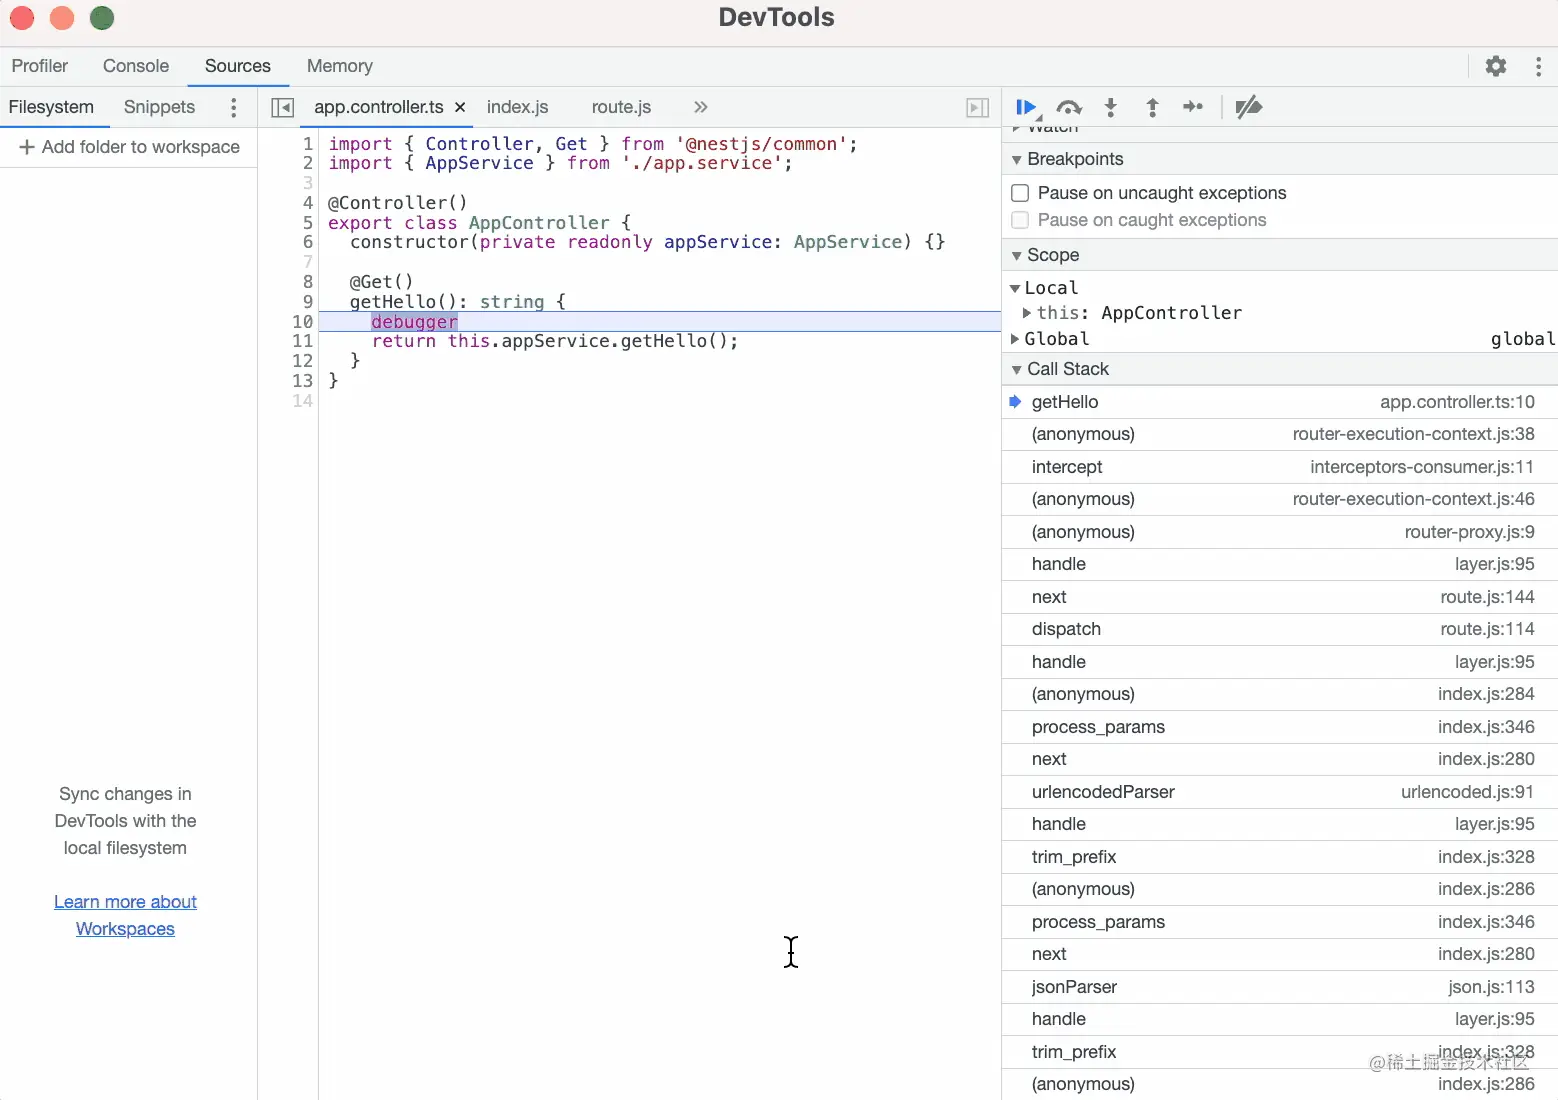 DevTools
Profiler Console Sources Memory
Filesystem Snippets
app.controller.ts × index.js route.js »
+ Add folder to workspace
Sync changes in
DevTools with the
local filesystem
Learn more about
Workspaces
1 import { Controller, Get } from '@nestjs/common';
2 import { AppService } from './app.service';
3
4 @Controller()
5 export class AppController {
6 constructor(private readonly appService: AppService) {}
7
8 @Get()
9 getHello(): string {
10 debugger
11 return this.appService.getHello();
12 }
13 }
14
Watch
Breakpoints
Pause on uncaught exceptions
Pause on caught exceptions
Scope
Local
this: AppController
Global global
Call Stack
getHello app.controller.ts:10
(anonymous) router-execution-context.js:38
intercept interceptors-consumer.js:11
(anonymous) router-execution-context.js:46
(anonymous) router-proxy.js:9
handle layer.js:95
next route.js:144
dispatch route.js:114
handle layer.js:95
(anonymous) index.js:284
process_params index.js:346
next index.js:280
urlencodedParser urlencoded.js:91
handle layer.js:95
trim_prefix index.js:328
(anonymous) index.js:286
process_params index.js:346
next index.js:280
jsonParser json.js:113
handle layer.js:95
trim_prefix index.js:328
@稀土掘金技术社区
(anonymous) index.js:286